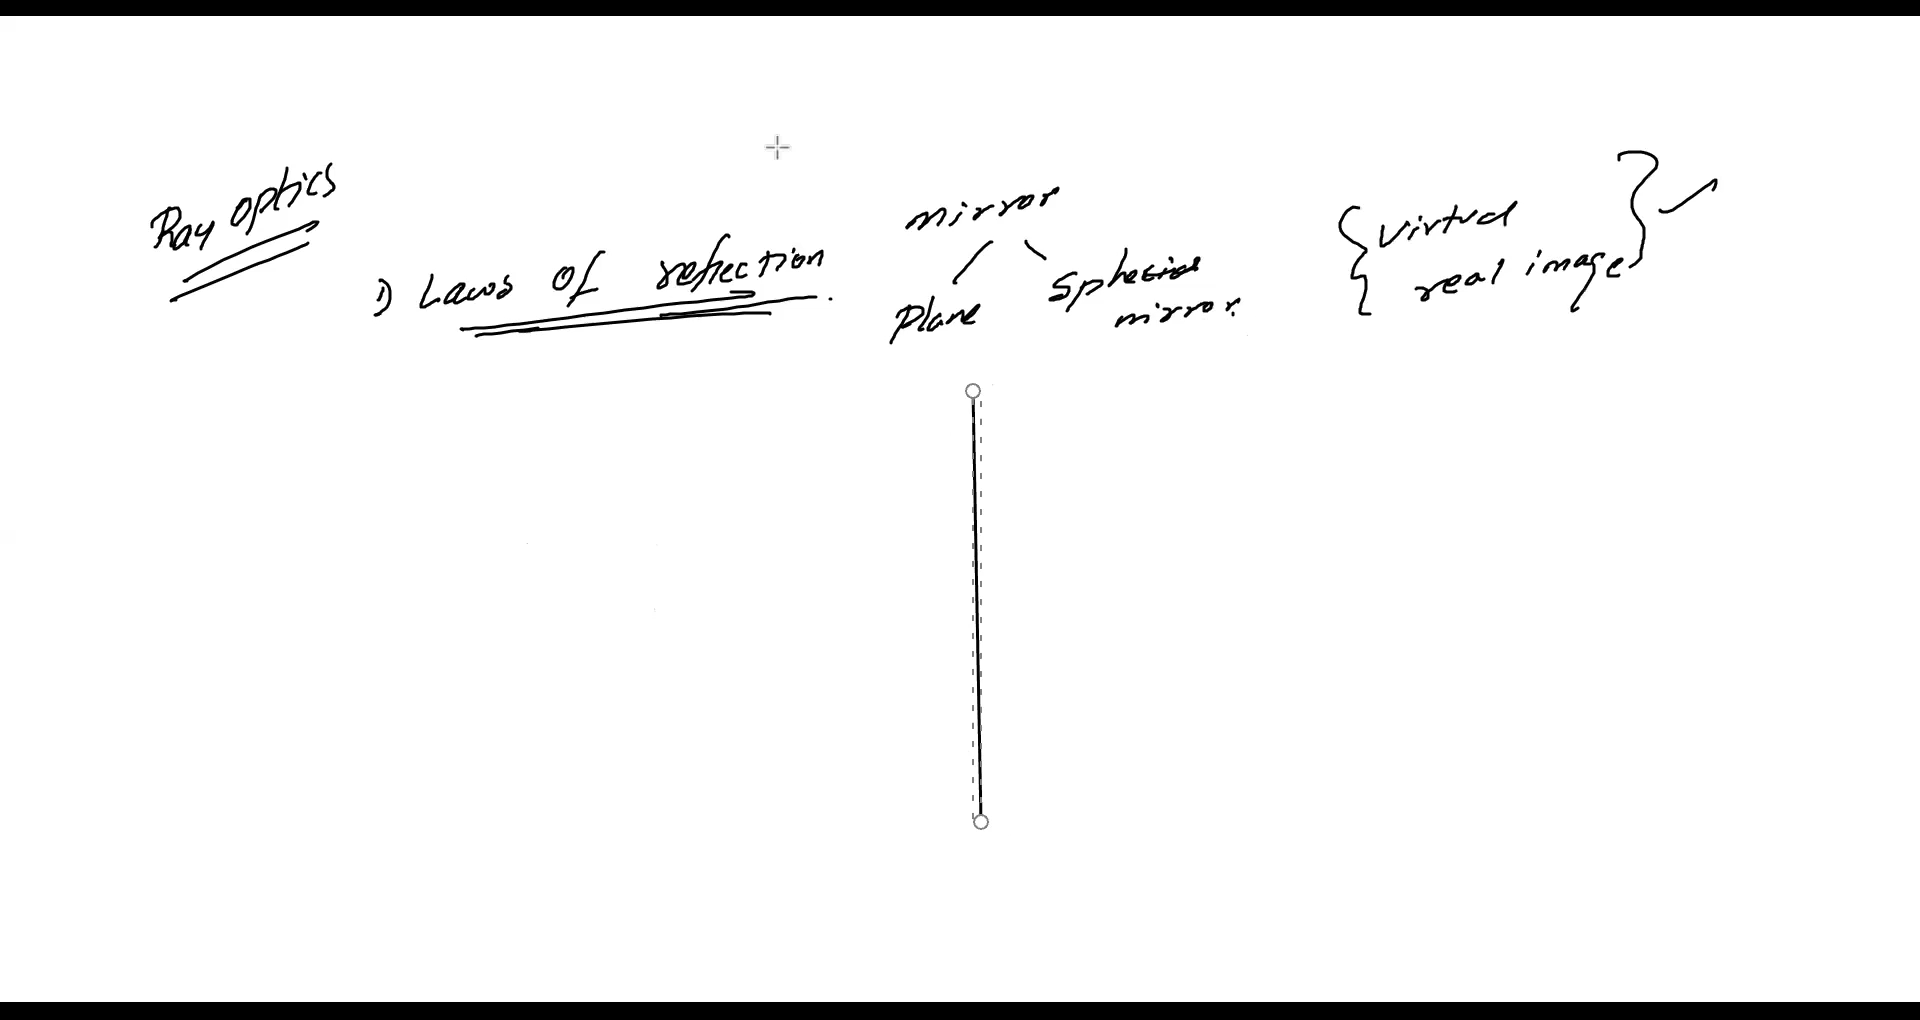 Ray optics
1) Laws of reflection.
mirror
Plane
Spherical
mirror.
virtual
real image